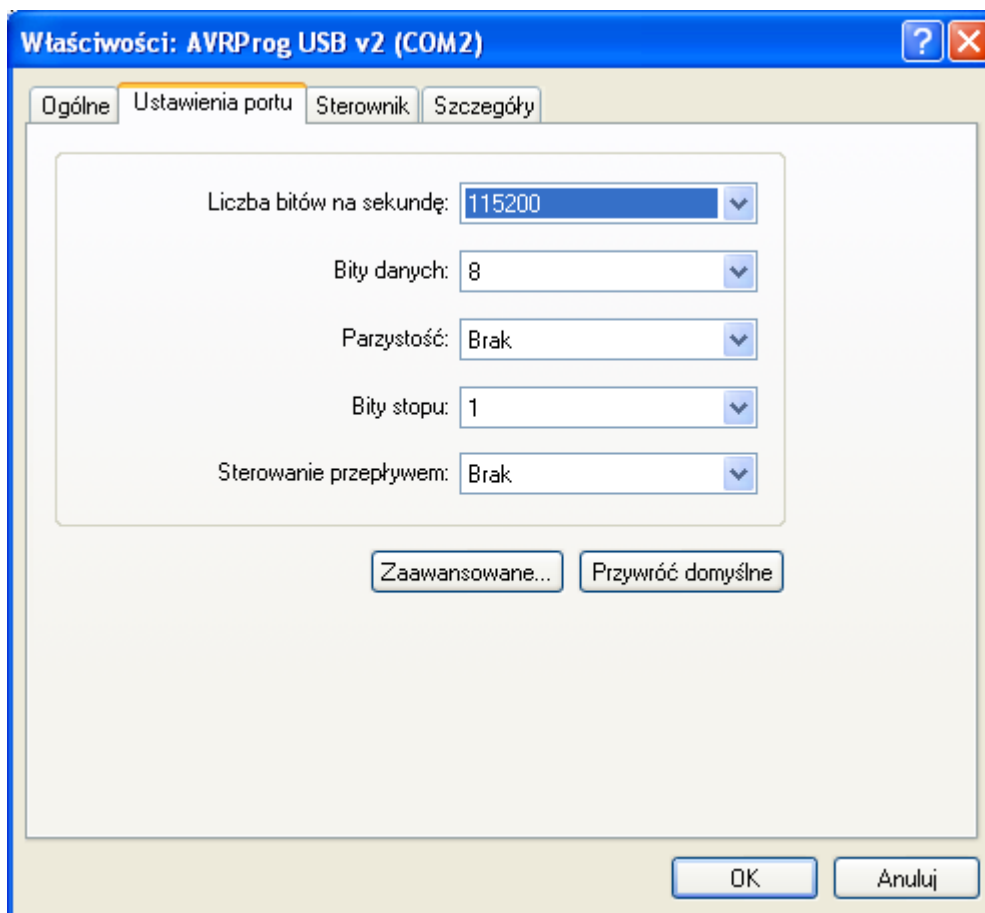 Właściwości: AVRProg USB v2 (COM2)
Ogólne Ustawienia portu Sterownik Szczegóły
Liczba bitów na sekundę: 115200
Bity danych: 8
Parzystość: Brak
Bity stopu: 1
Sterowanie przepływem: Brak
Zaawansowane... Przywróć domyślne
OK Anuluj